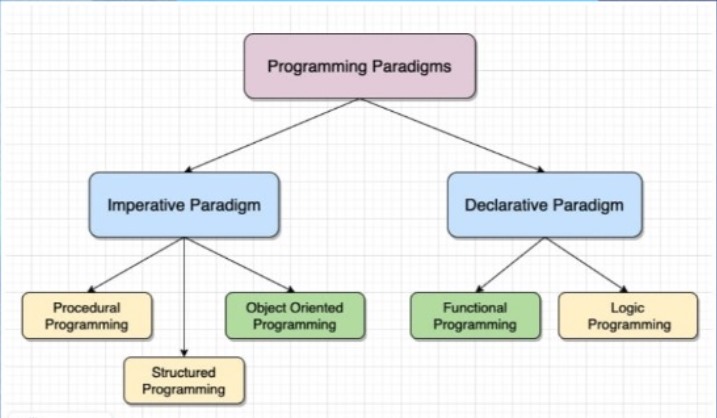 Programming Paradigms
Imperative Paradigm
Declarative Paradigm
Procedural
Programming
Object Oriented
Programming
Functional
Programming
Logic
Programming
Structured
Programming